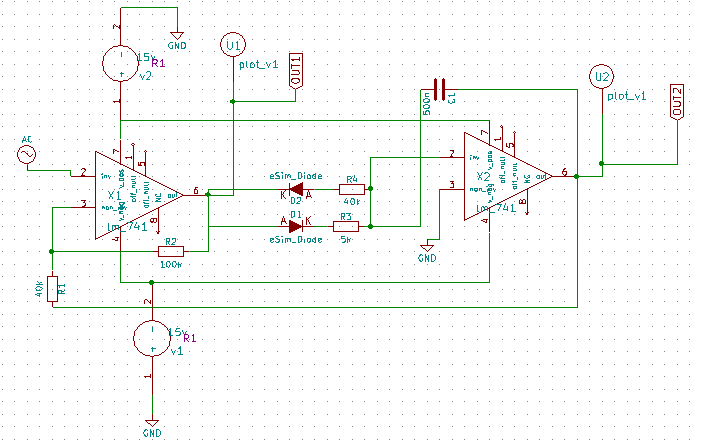 2
GND
15v
R1
v2
1
U1
plot_v1
OUT1
U2
plot_v1
OUT2
500n
C1
AC
7
1
5
2
inv
v_pos
off_null
off_null
X1
out
6
3
non_inv
v_neg
off_null
NC
lm_741
4
8
eSim_Diode
K
A
D2
R4
40k
D1
A
K
eSim_Diode
R3
5k
R2
100k
40k
R1
7
1
5
2
inv
v_pos
off_null
off_null
X2
out
6
3
non_inv
v_neg
off_null
NC
lm_741
4
8
GND
2
15v
R1
v1
1
GND